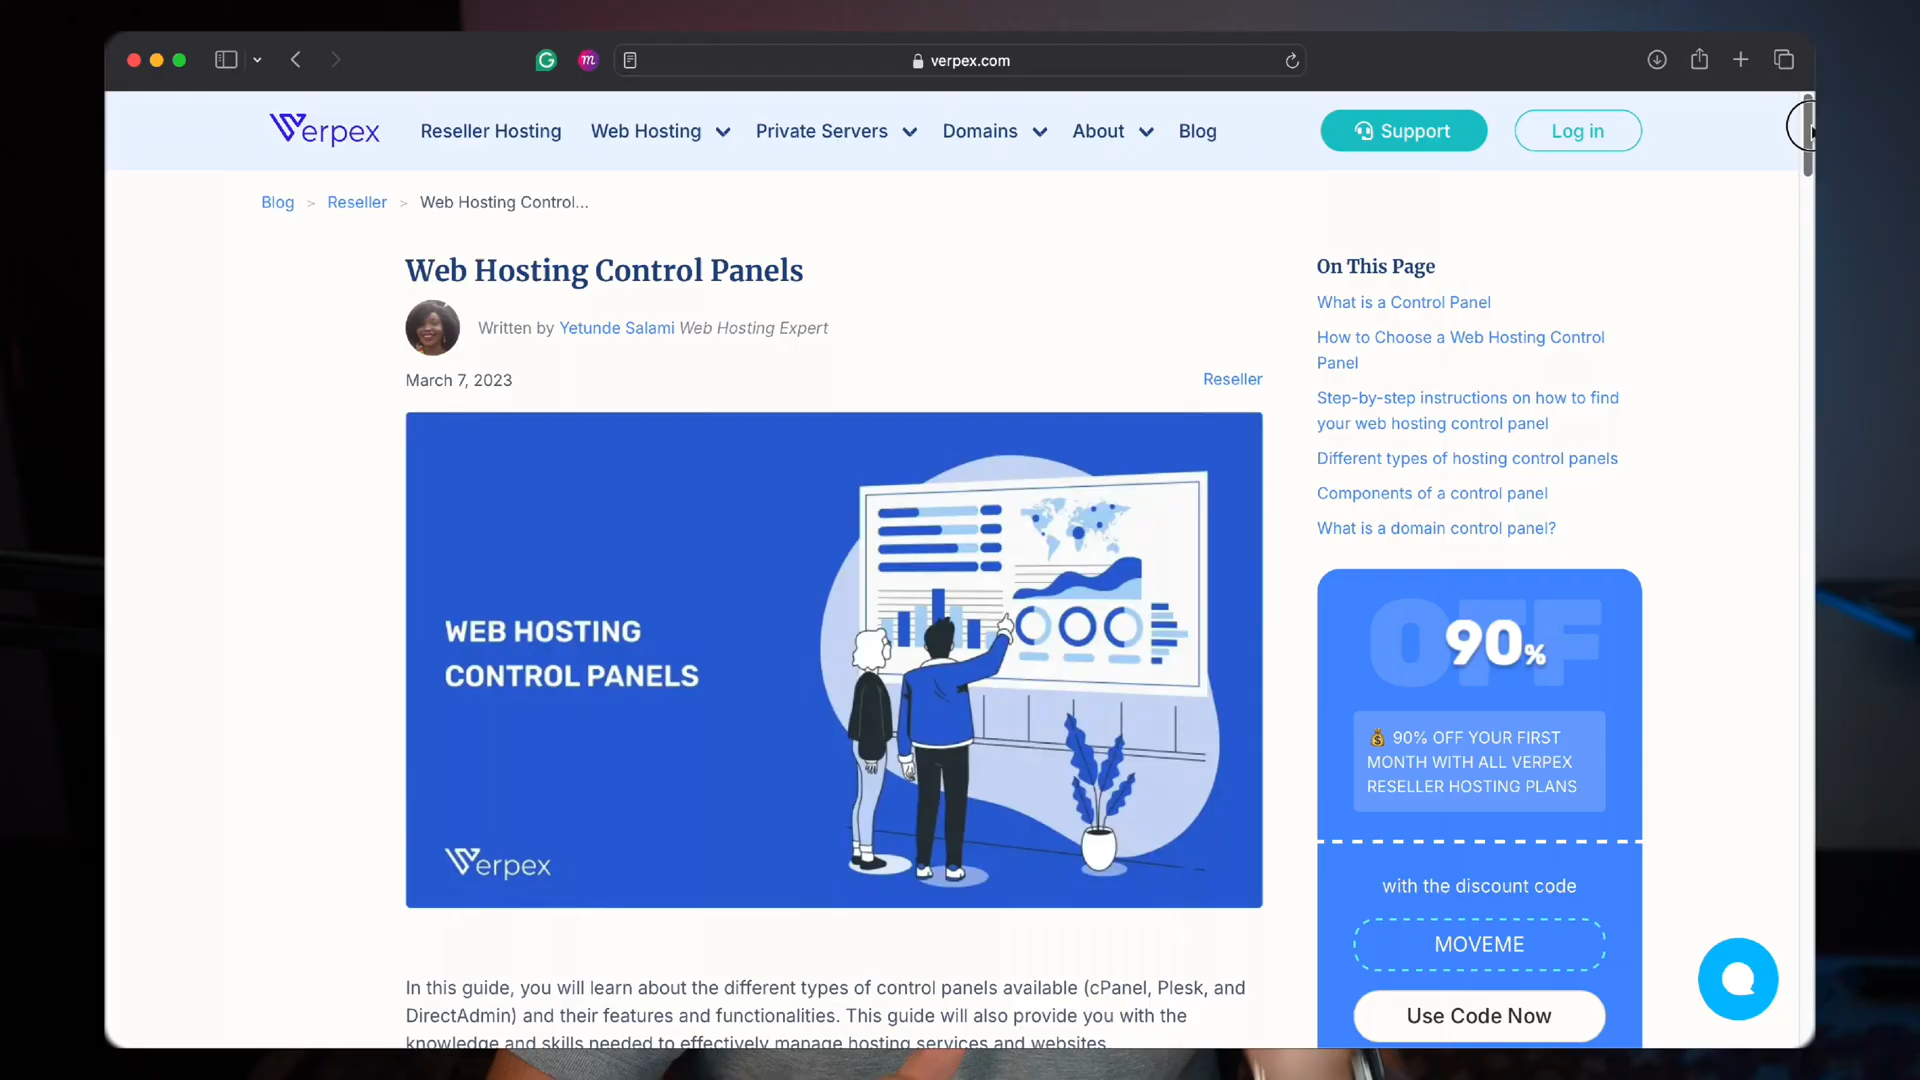 verpex.com
Verpex
Reseller Hosting
Web Hosting
Private Servers
Domains
About
Blog
Support
Log in
Blog > Reseller > Web Hosting Control...
Web Hosting Control Panels
Written by Yetunde Salami Web Hosting Expert
March 7, 2023
Reseller
WEB HOSTING
CONTROL PANELS
Verpex
In this guide, you will learn about the different types of control panels available (cPanel, Plesk, and
DirectAdmin) and their features and functionalities. This guide will also provide you with the
knowledge and skills needed to effectively manage hosting services and websites.
On This Page
What is a Control Panel
How to Choose a Web Hosting Control
Panel
Step-by-step instructions on how to find
your web hosting control panel
Different types of hosting control panels
Components of a control panel
What is a domain control panel?
OFF
90%
💰 90% OFF YOUR FIRST
MONTH WITH ALL VERPEX
RESELLER HOSTING PLANS
with the discount code
MOVEME
Use Code Now